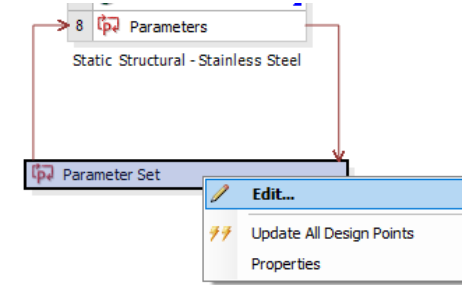 8 Parameters
Static Structural - Stainless Steel
Parameter Set
Edit...
Update All Design Points
Properties